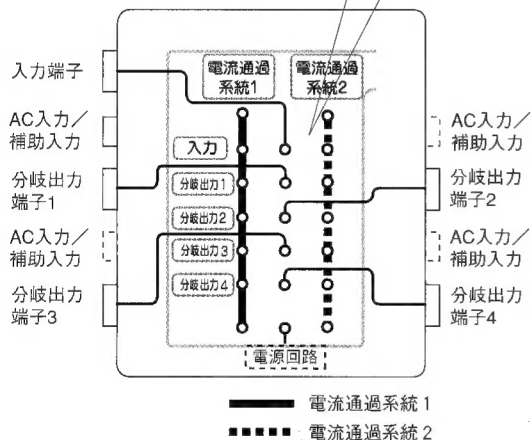 入力端子
AC入力／
補助入力
分岐出力
端子1
AC入力／
補助入力
分岐出力
端子3
電流通過
系統1
電流通過
系統2
入力
分岐出力1
分岐出力2
分岐出力3
分岐出力4
電源回路
AC入力／
補助入力
分岐出力
端子2
AC入力／
補助入力
分岐出力
端子4
電流通過系統1
電流通過系統2